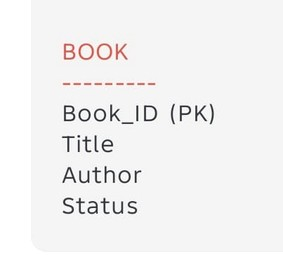 BOOK
---------
Book_ID (PK)
Title
Author
Status